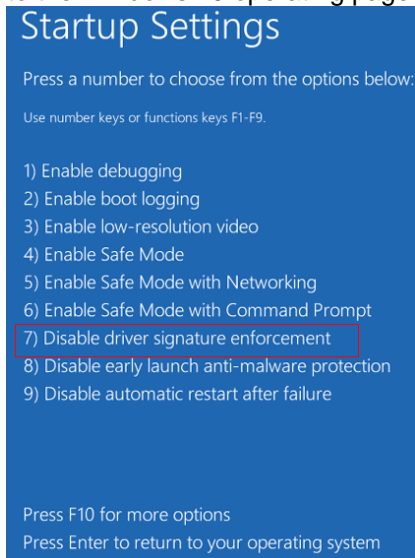 Startup Settings
Press a number to choose from the options below:
Use number keys or functions keys F1-F9.
1) Enable debugging
2) Enable boot logging
3) Enable low-resolution video
4) Enable Safe Mode
5) Enable Safe Mode with Networking
6) Enable Safe Mode with Command Prompt
7) Disable driver signature enforcement
8) Disable early launch anti-malware protection
9) Disable automatic restart after failure
Press F10 for more options
Press Enter to return to your operating system